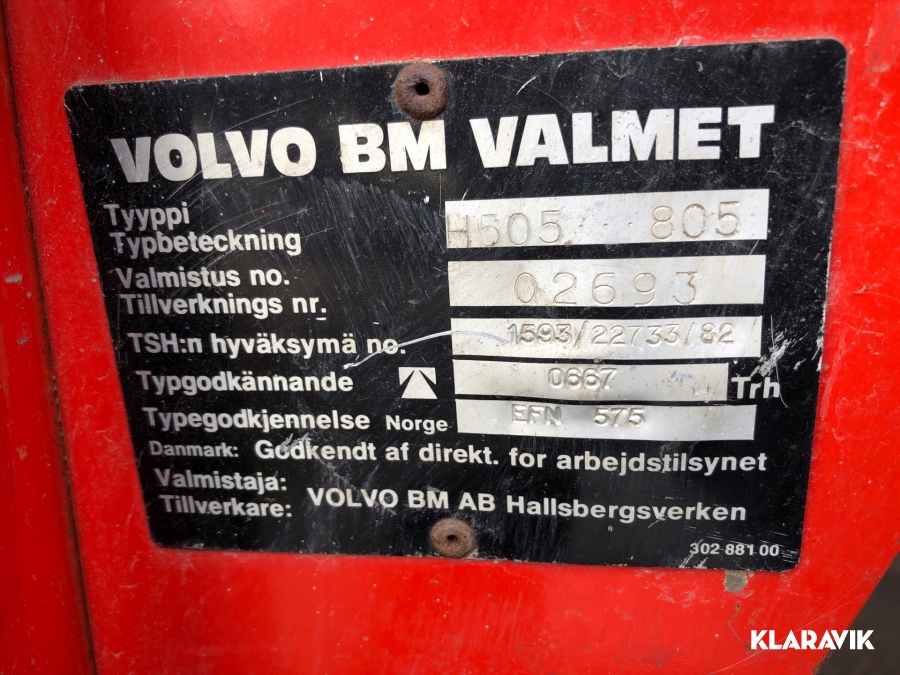 VOLVO BM VALMET
Tyyppi
Typbeteckning
H505 805
Valmistus no.
Tillverknings nr.
02693
TSH:n hyväksymä no. 1593/22733/82
Typgodkännande 0667 Trh
Typegodkjennelse Norge EFN 575
Danmark: Godkendt af direkt. for arbejdstilsynet
Valmistaja:
Tillverkare: VOLVO BM AB Hallsbergsverken
302 881 00
KLARAVIK